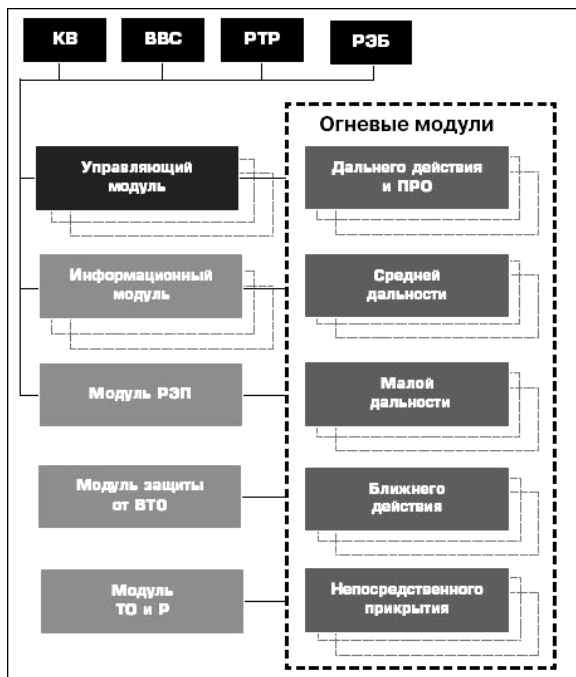 КВ
ВВС
РТР
РЭБ
Огневые модули
Управляющий
модуль
Дальнего действия
и ПРО
Информационный
модуль
Средней
дальности
Модуль РЭП
Малой
дальности
Модуль защиты
от ВТО
Ближнего
действия
Модуль
ТО и Р
Непосредственного
прикрытия